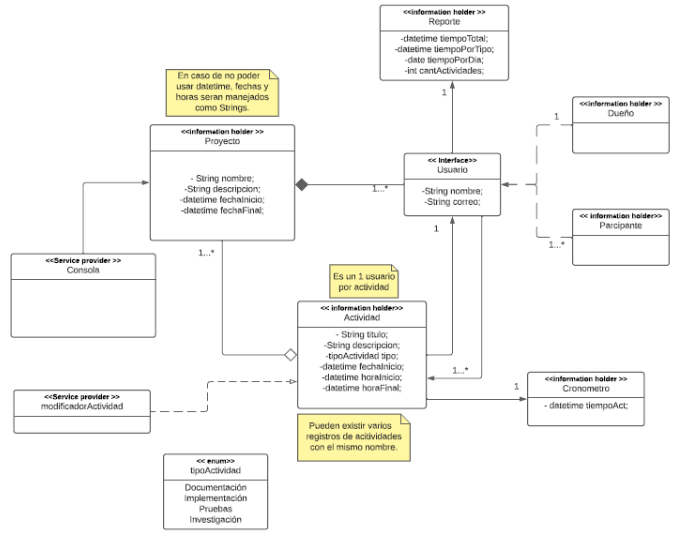 <<information holder >>
Reporte
-datetime tiempoTotal;
-datetime tiempoPorTipo;
-date tiempoPorDia;
-int cantActividades;
1
En caso de no poder
usar datetime, fechas y
horas seran manejados
como Strings.
<<information holder >>
Proyecto
- String nombre;
-String descripcion;
-datetime fechaInicio;
-datetime fechaFinal;
1...*
<< Interface>>
Usuario
-String nombre;
-String correo;
1...*
1
<<information holder >>
Dueño
1
<< information holder>>
Parcipante
1...*
<<Service provider >>
Consola
Es un 1 usuario
por actividad
<< information holder>>
Actividad
- String titulo;
-String descripcion;
-tipoActividad tipo;
-datetime fechaInicio;
-datetime horaInicio;
-datetime horaFinal;
1...*
1
<<information holder >>
Cronometro
- datetime tiempoAct;
<<Service provider >>
modificadorActividad
Pueden existir varios
registros de acitividades
con el mismo nombre.
<< enum>>
tipoActividad
Documentación
Implementación
Pruebas
Investigación